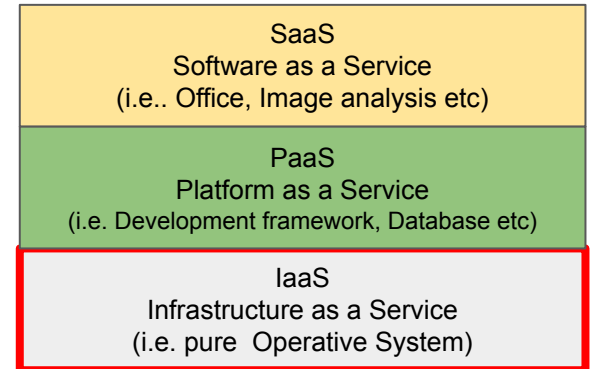 SaaS
Software as a Service
(i.e.. Office, Image analysis etc)
PaaS
Platform as a Service
(i.e. Development framework, Database etc)
IaaS
Infrastructure as a Service
(i.e. pure  Operative System)